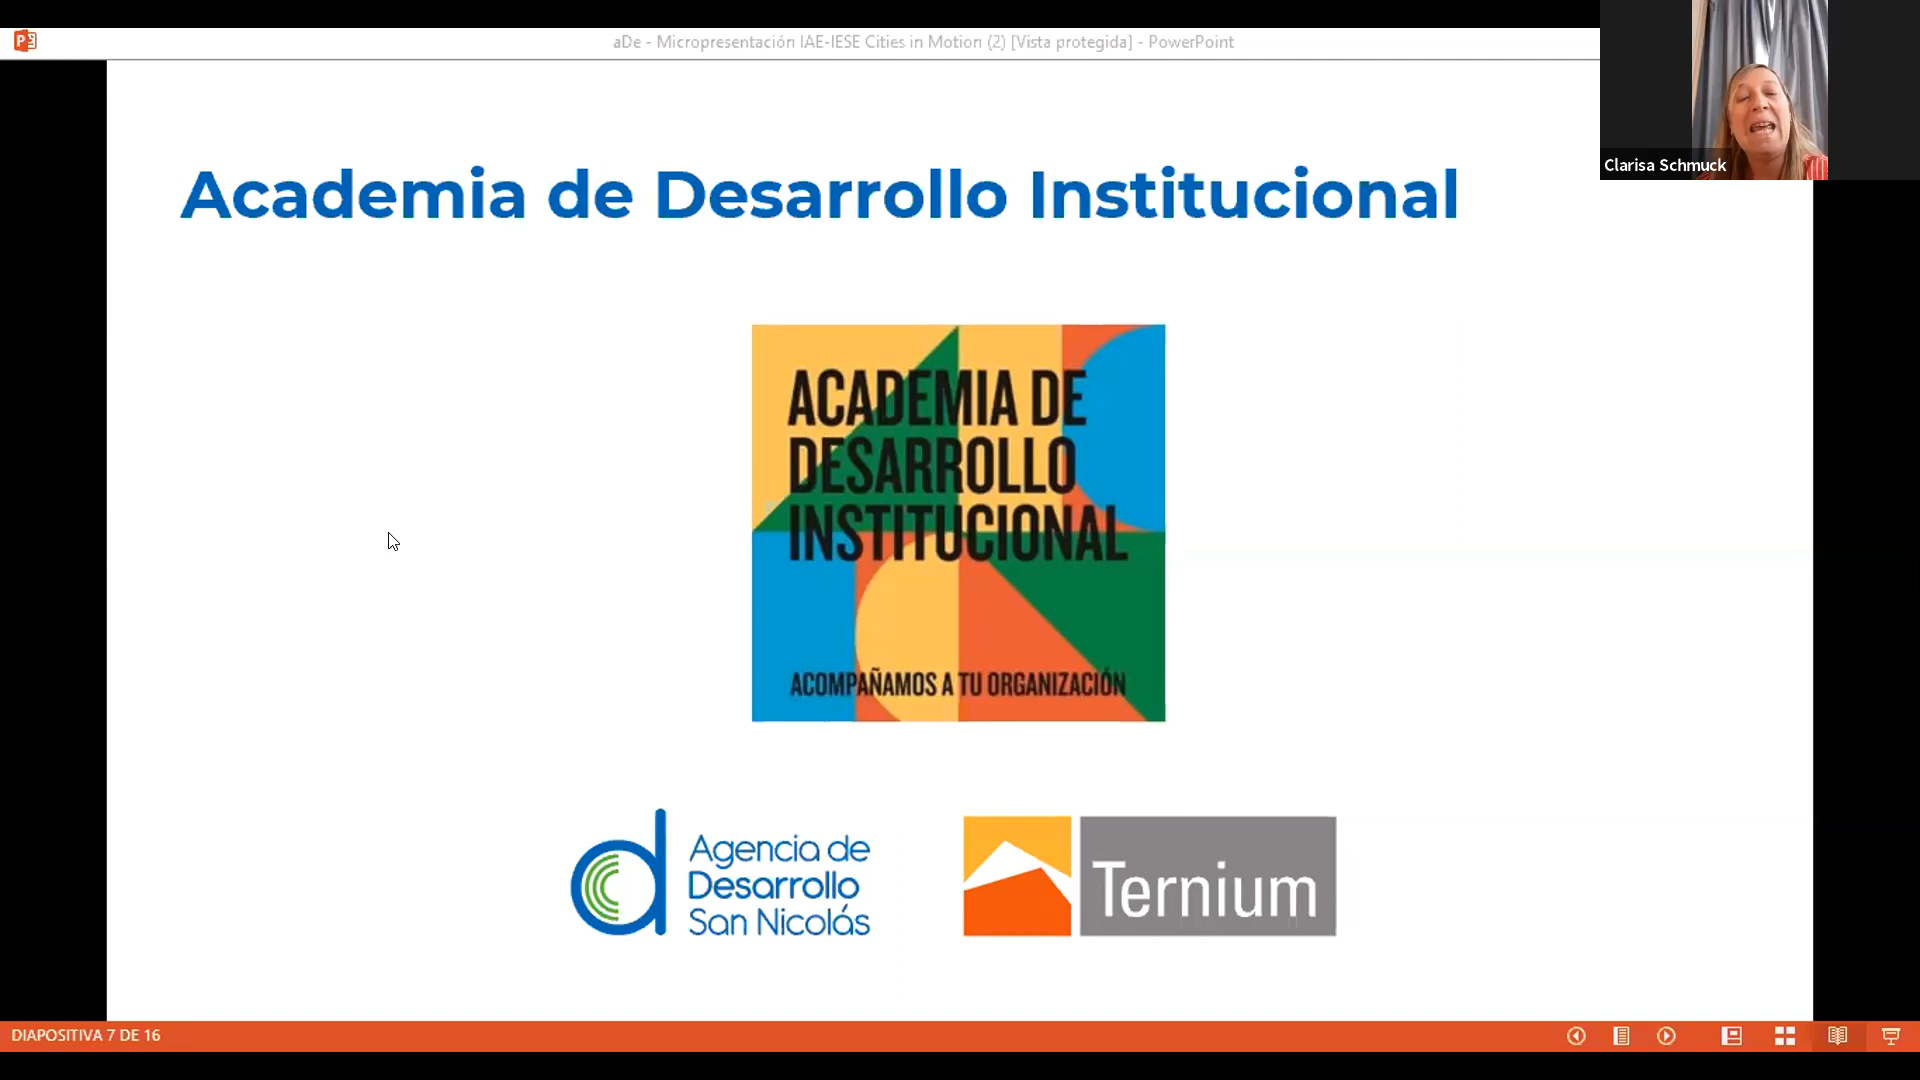 aDe - Micropresentación IAE-IESE Cities in Motion (2) [Vista protegida] - PowerPoint
Clarisa Schmuck
Academia de Desarrollo Institucional
ACADEMIA DE
DESARROLLO
INSTITUCIONAL
ACOMPAÑAMOS A TU ORGANIZACIÓN
Agencia de
Desarrollo
San Nicolás
Ternium
DIAPOSITIVA 7 DE 16